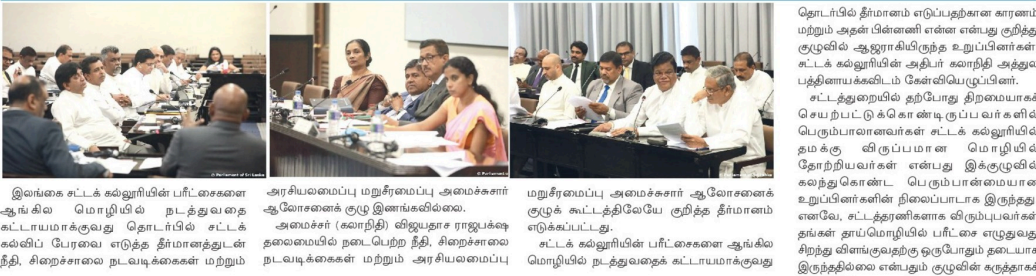 © Parliament of Sri Lanka
© Parliament of Sri Lanka
© Parliament of Sri Lanka
இலங்கை சட்டக் கல்லூரியின் பரீட்சைகளை
ஆங்கில மொழியில் நடத்துவதை
கட்டாயமாக்குவது தொடர்பில் சட்டக்
கல்விப் பேரவை எடுத்த தீர்மானத்துடன்
நீதி, சிறைச்சாலை நடவடிக்கைகள் மற்றும்
அரசியலமைப்பு மறுசீரமைப்பு அமைச்சுசார்
ஆலோசனைக் குழு இணங்கவில்லை.
அமைச்சர் (கலாநிதி) விஜயதாச ராஜபக்ஷ
தலைமையில் நடைபெற்ற நீதி, சிறைச்சாலை
நடவடிக்கைகள் மற்றும் அரசியலமைப்பு
மறுசீரமைப்பு அமைச்சுசார் ஆலோசனைக்
குழுக் கூட்டத்திலேயே குறித்த தீர்மானம்
எடுக்கப்பட்டது.
சட்டக் கல்லூரியின் பரீட்சைகளை ஆங்கில
மொழியில் நடத்துவதைக் கட்டாயமாக்குவது
தொடர்பில் தீர்மானம் எடுப்பதற்கான காரணம்
மற்றும் அதன் பின்னணி என்ன என்பது குறித்து
குழுவில் ஆஜராகியிருந்த உறுப்பினர்கள்
சட்டக் கல்லூரியின் அதிபர் கலாநிதி அத்துல
பத்தினாயக்கவிடம் கேள்வியெழுப்பினர்.
சட்டத்துறையில் தற்போது திறமையாகச்
செயற்பட்டுக்கொண்டிருப்பவர்களில்
பெரும்பாலானவர்கள் சட்டக் கல்லூரியில்
தமக்கு விருப்பமான மொழியில்
தோற்றியவர்கள் என்பது இக்குழுவில்
கலந்துகொண்ட பெரும்பான்மையான
உறுப்பினர்களின் நிலைப்பாடாக இருந்தது.
எனவே, சட்டத்தரணிகளாக விரும்புபவர்கள்
தங்கள் தாய்மொழியில் பரீட்சை எழுதுவது
சிறந்து விளங்குவதற்கு ஒருபோதும் தடையாக
இருந்ததில்லை என்பதும் குழுவின் கருத்தாகக்